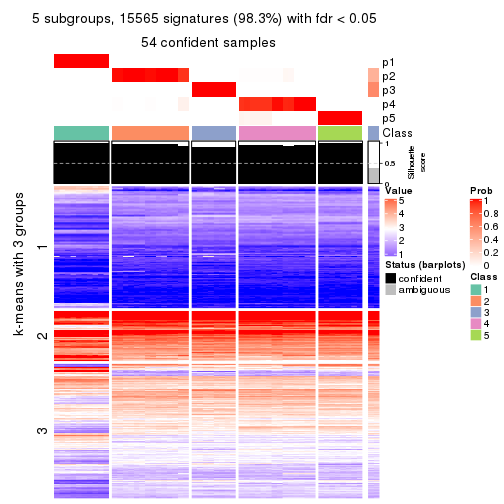 5 subgroups, 15565 signatures (98.3%) with fdr < 0.05
54 confident samples
p1
p2
p3
p4
p5
Class
1
0.5
0
Silhouette
score
k-means with 3 groups
1
2
3
Value
5
4
3
2
1
Status (barplots)
confident
ambiguous
Prob
1
0.8
0.6
0.4
0.2
0
Class
1
2
3
4
5